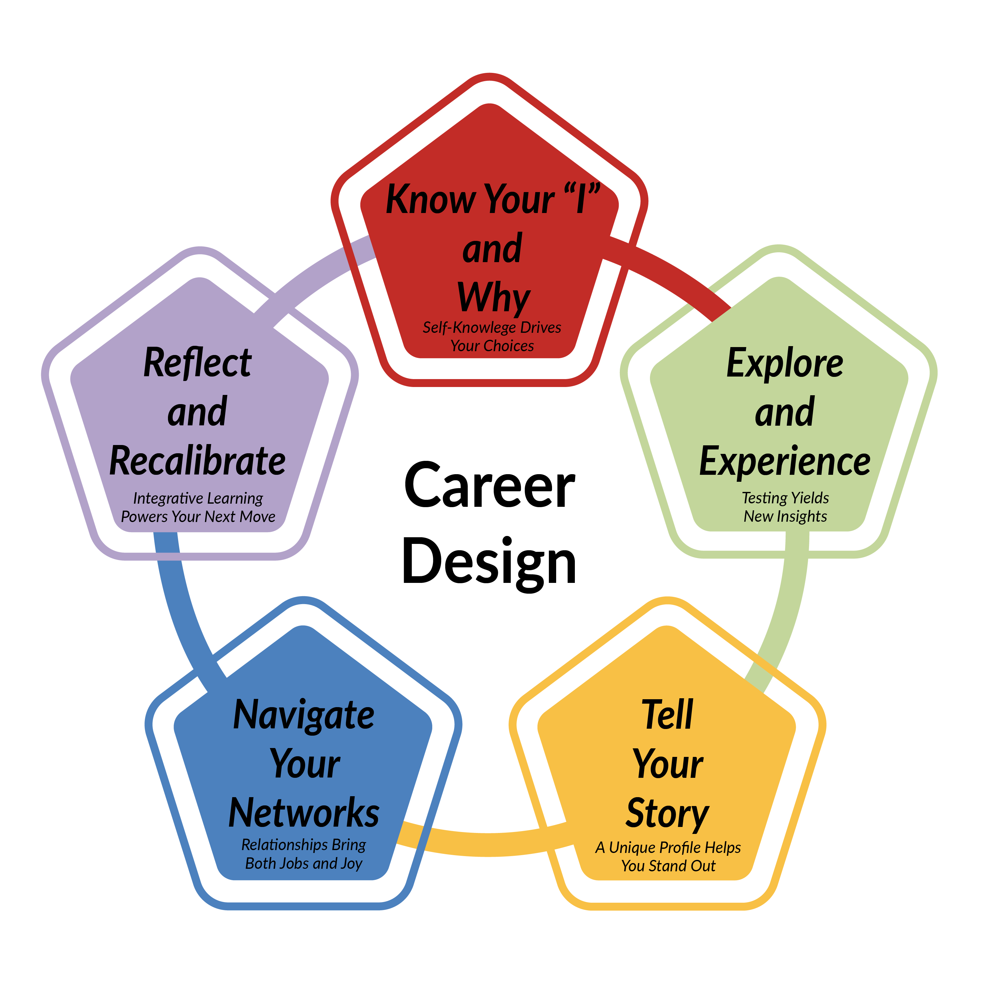 Know Your “I”
and
Why
Self-Knowlege Drives
Your Choices
Explore
and
Experience
Testing Yields
New Insights
Tell
Your
Story
A Unique Profile Helps
You Stand Out
Navigate
Your
Networks
Relationships Bring
Both Jobs and Joy
Reflect
and
Recalibrate
Integrative Learning
Powers Your Next Move
Career
Design